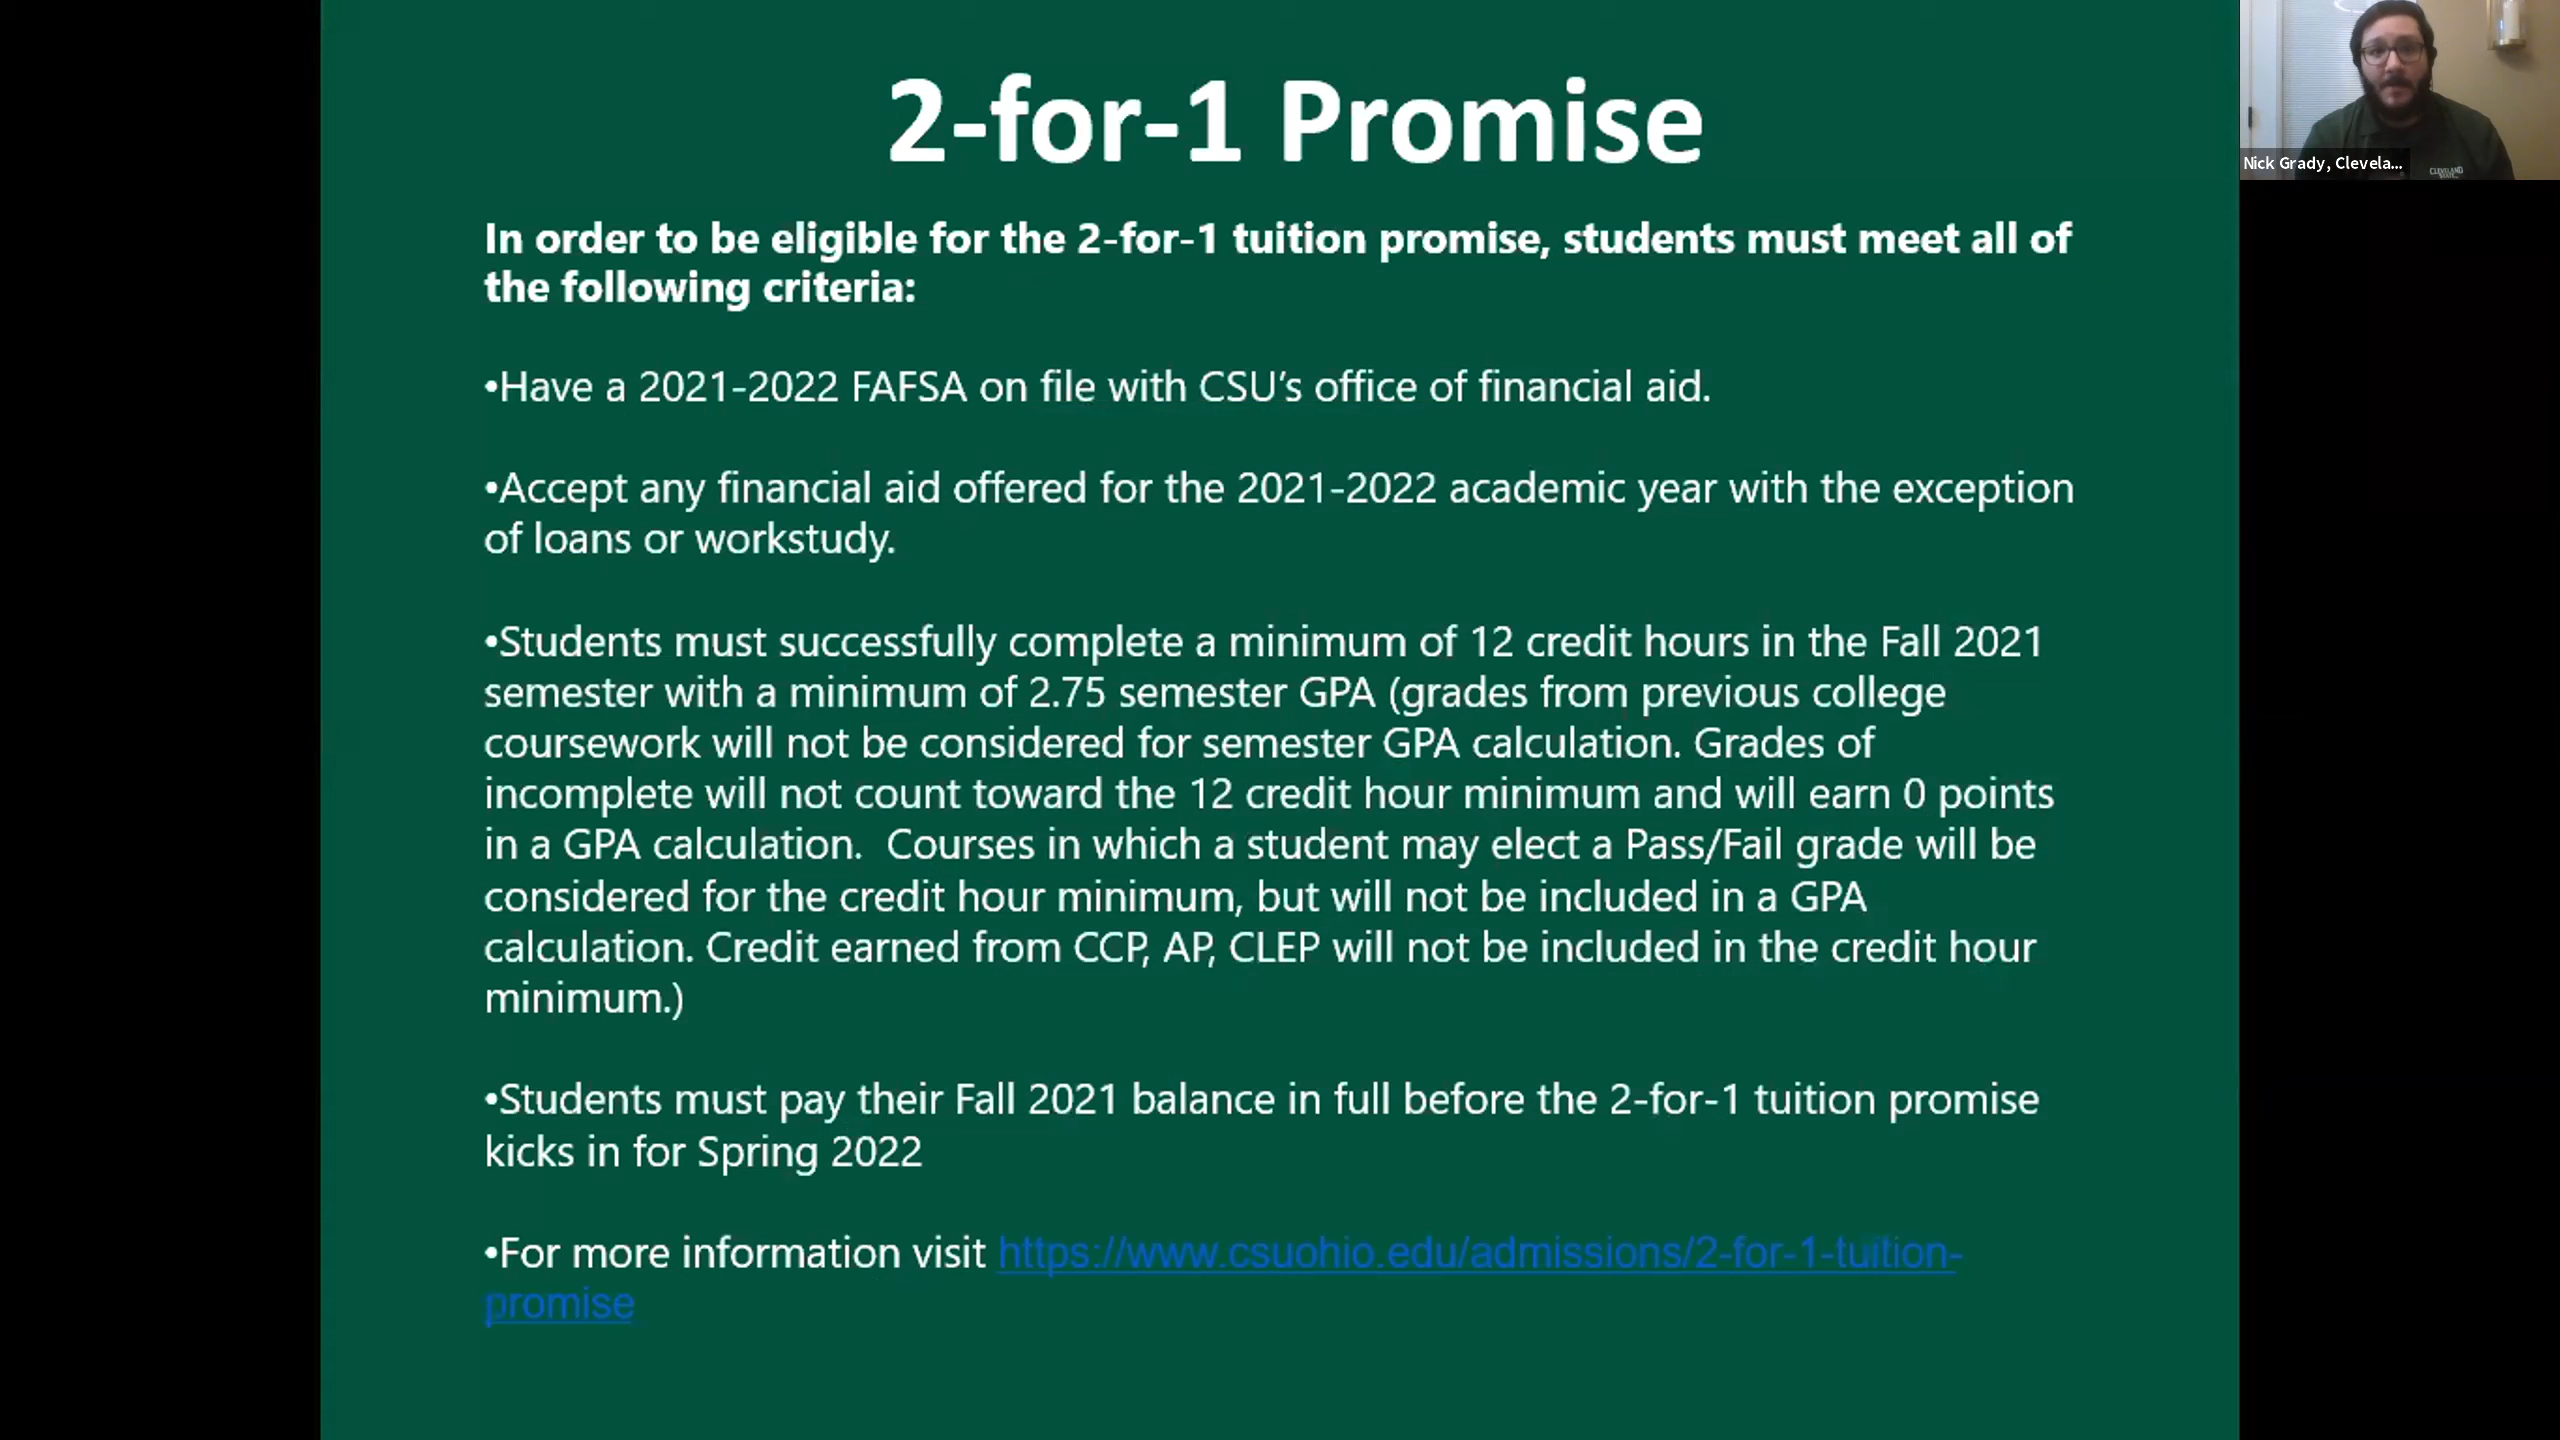 2-for-1 Promise
In order to be eligible for the 2-for-1 tuition promise, students must meet all of
the following criteria:
•Have a 2021-2022 FAFSA on file with CSU’s office of financial aid.
•Accept any financial aid offered for the 2021-2022 academic year with the exception
of loans or workstudy.
•Students must successfully complete a minimum of 12 credit hours in the Fall 2021
semester with a minimum of 2.75 semester GPA (grades from previous college
coursework will not be considered for semester GPA calculation. Grades of
incomplete will not count toward the 12 credit hour minimum and will earn 0 points
in a GPA calculation.  Courses in which a student may elect a Pass/Fail grade will be
considered for the credit hour minimum, but will not be included in a GPA
calculation. Credit earned from CCP, AP, CLEP will not be included in the credit hour
minimum.)
•Students must pay their Fall 2021 balance in full before the 2-for-1 tuition promise
kicks in for Spring 2022
•For more information visit https://www.csuohio.edu/admissions/2-for-1-tuition-
promise
Nick Grady, Clevela...
CLEVELAND